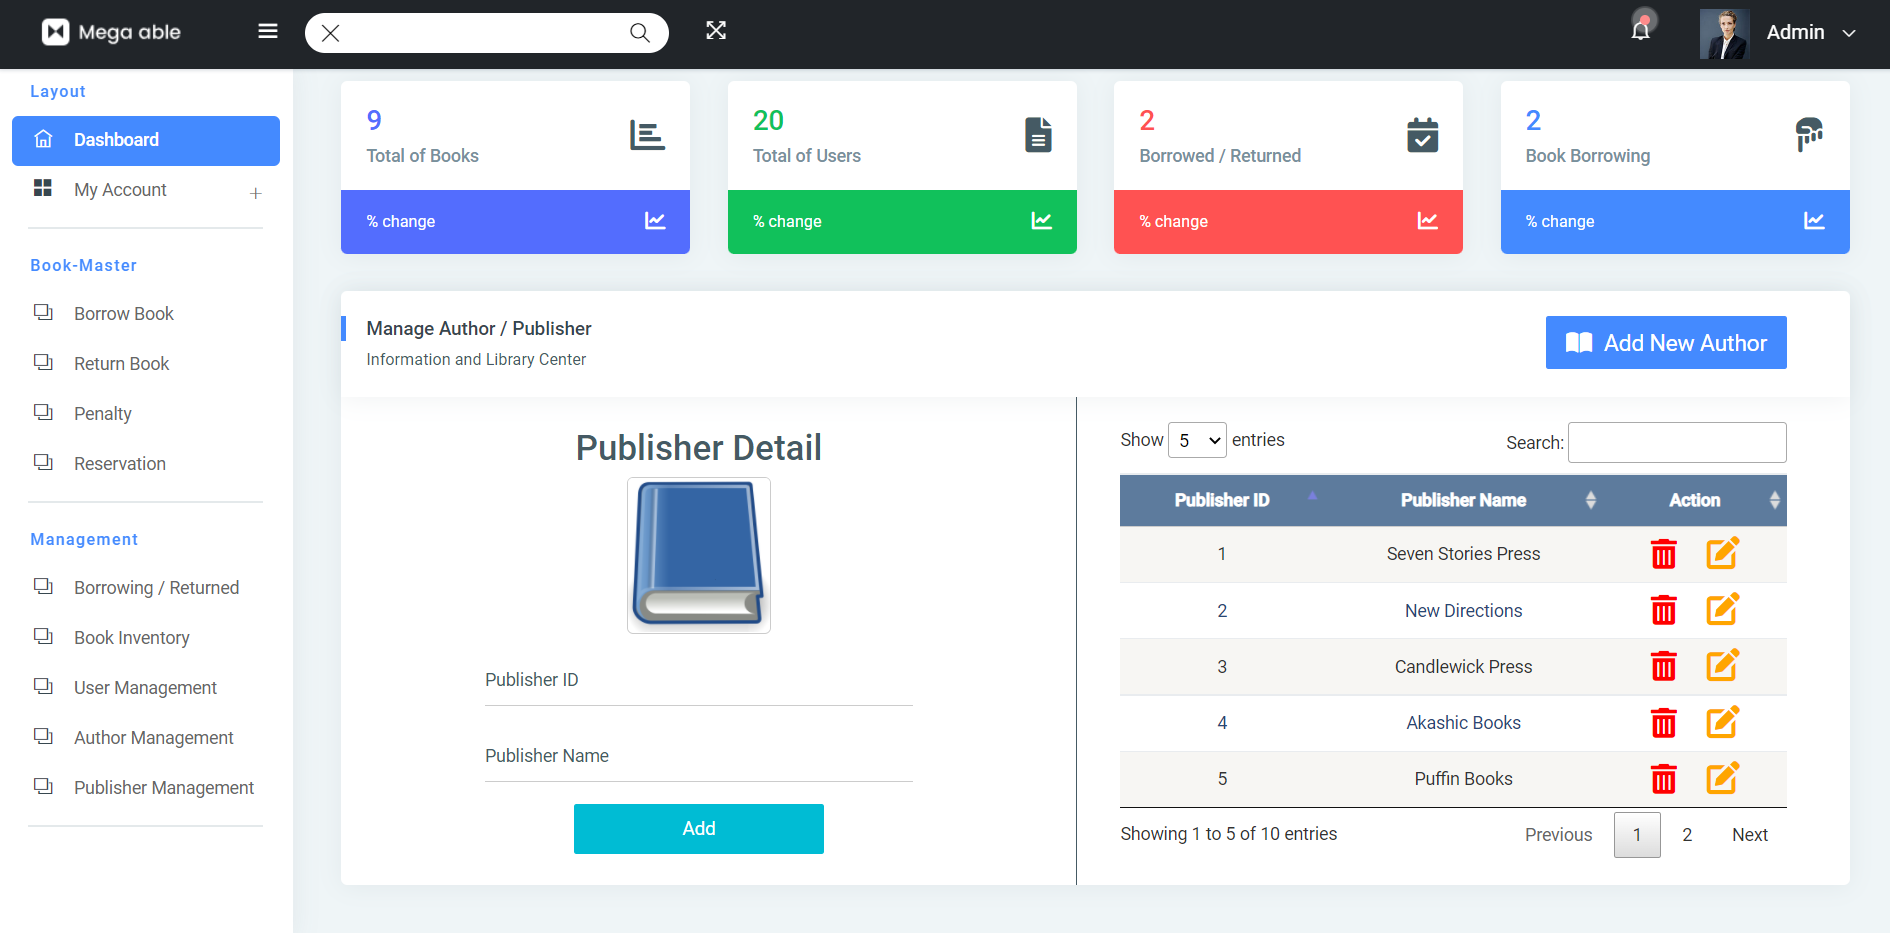 Mega able
Admin
Layout
Dashboard
My Account
Book-Master
Borrow Book
Return Book
Penalty
Reservation
Management
Borrowing / Returned
Book Inventory
User Management
Author Management
Publisher Management
9
Total of Books
% change
20
Total of Users
% change
2
Borrowed / Returned
% change
2
Book Borrowing
% change
Manage Author / Publisher
Information and Library Center
Add New Author
Publisher Detail
Publisher ID
Publisher Name
Add
Show 5 entries
Search:
Publisher ID Publisher Name Action
1 Seven Stories Press
2 New Directions
3 Candlewick Press
4 Akashic Books
5 Puffin Books
Showing 1 to 5 of 10 entries
Previous 1 2 Next